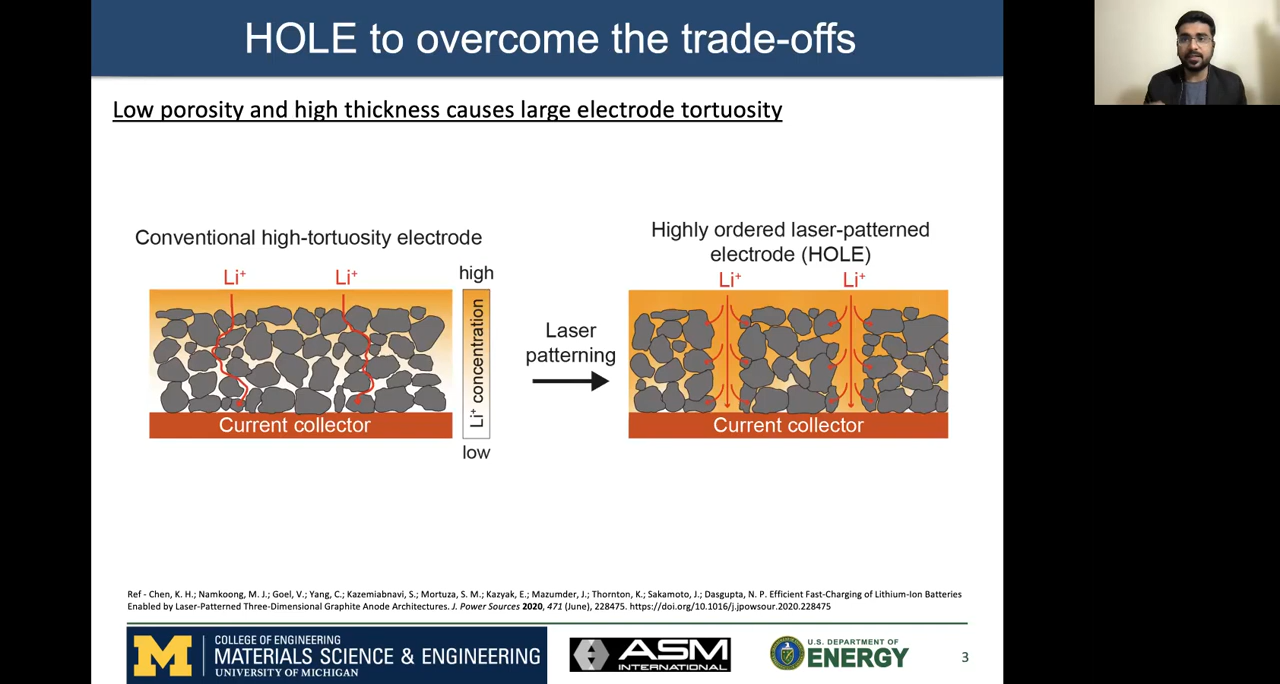 HOLE to overcome the trade-offs
Low porosity and high thickness causes large electrode tortuosity
Conventional high-tortuosity electrode
Li⁺
Li⁺
Current collector
high
Li⁺ concentration
low
Laser
patterning
Highly ordered laser-patterned
electrode (HOLE)
Li⁺
Li⁺
Current collector
Ref - Chen, K. H.; Namkoong, M. J.; Goel, V.; Yang, C.; Kazemiabnavi, S.; Mortuza, S. M.; Kazyak, E.; Mazumder, J.; Thornton, K.; Sakamoto, J.; Dasgupta, N. P. Efficient Fast-Charging of Lithium-Ion Batteries
Enabled by Laser-Patterned Three-Dimensional Graphite Anode Architectures. J. Power Sources 2020, 471 (June), 228475. https://doi.org/10.1016/j.jpowsour.2020.228475
M
COLLEGE OF ENGINEERING
MATERIALS SCIENCE & ENGINEERING
UNIVERSITY OF MICHIGAN
ASM
INTERNATIONAL
U.S. DEPARTMENT OF
ENERGY
3